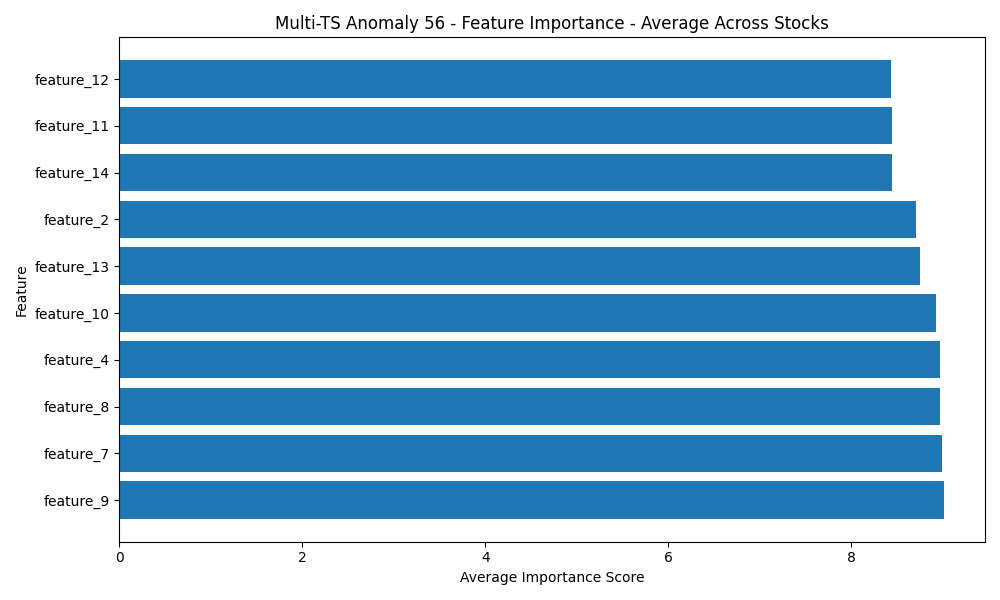 Multi-TS Anomaly 56 - Feature Importance - Average Across Stocks
Feature
feature_12
feature_11
feature_14
feature_2
feature_13
feature_10
feature_4
feature_8
feature_7
feature_9
0 2 4 6 8
Average Importance Score